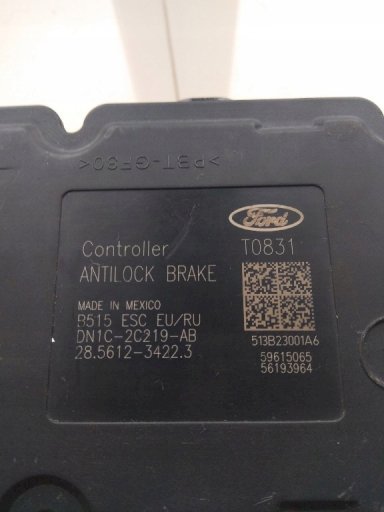 >PBT-GF30<
Ford
Controller T0831
ANTILOCK BRAKE
MADE IN MEXICO
B515 ESC EU/RU
DN1C-2C219-AB
28.5612-3422.3
513B23001A6
59615065
56193964